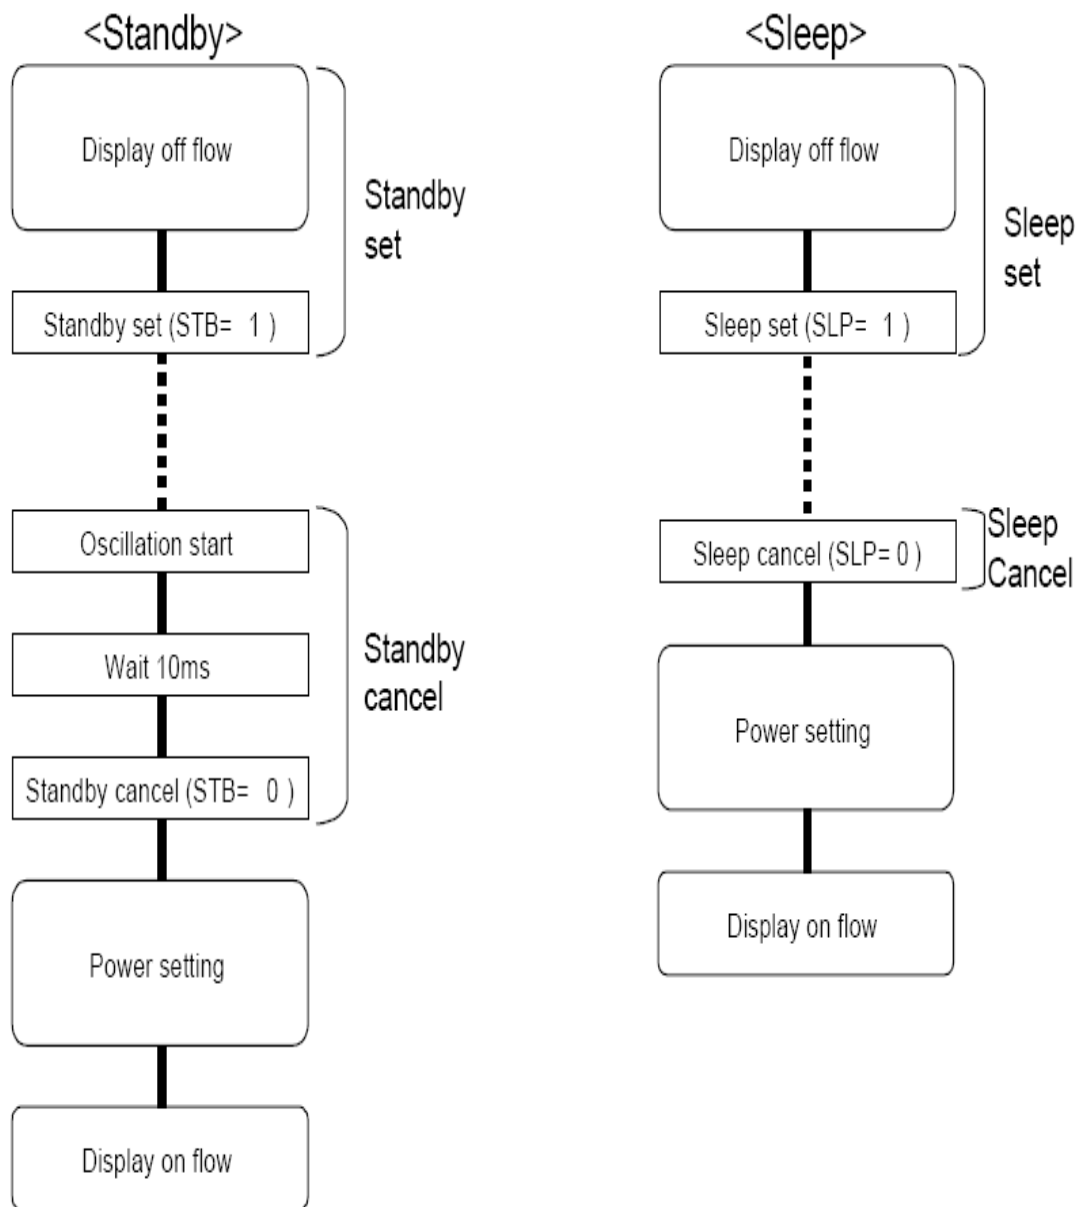 <Standby>
Display off flow
Standby
set
Standby set (STB= 1 )
Oscillation start
Wait 10ms
Standby
cancel
Standby cancel (STB= 0 )
Power setting
Display on flow
<Sleep>
Display off flow
Sleep
set
Sleep set (SLP= 1 )
Sleep cancel (SLP= 0 )
Sleep
Cancel
Power setting
Display on flow